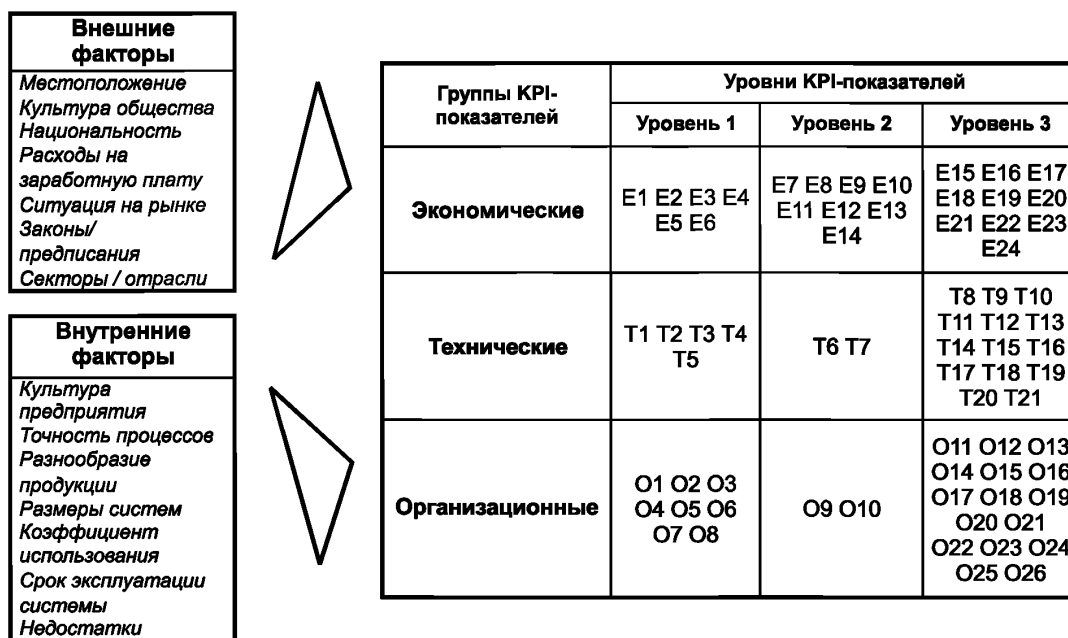 Внешние
факторы
Местоположение
Культура общества
Национальность
Расходы на
заработную плату
Ситуация на рынке
Законы/
предписания
Секторы / отрасли
Внутренние
факторы
Культура
предприятия
Точность процессов
Разнообразие
продукции
Размеры систем
Коэффициент
использования
Срок эксплуатации
системы
Недостатки
Группы KPI-
показателей
Уровни KPI-показателей
Уровень 1
Уровень 2
Уровень 3
Экономические
E1 E2 E3 E4
E5 E6
E7 E8 E9 E10
E11 E12 E13
E14
E15 E16 E17
E18 E19 E20
E21 E22 E23
E24
Технические
T1 T2 T3 T4
T5
T6 T7
T8 T9 T10
T11 T12 T13
T14 T15 T16
T17 T18 T19
T20 T21
Организационные
O1 O2 O3
O4 O5 O6
O7 O8
O9 O10
O11 O12 O13
O14 O15 O16
O17 O18 O19
O20 O21
O22 O23 O24
O25 O26